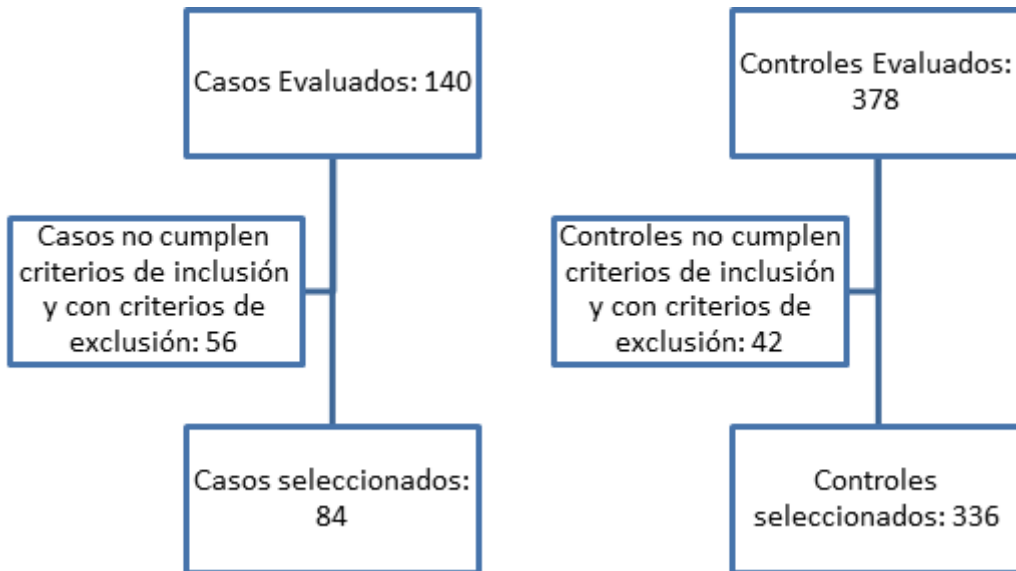 Casos Evaluados: 140
Casos no cumplen
criterios de inclusión
y con criterios de
exclusión: 56
Casos seleccionados:
84
Controles Evaluados:
378
Controles no cumplen
criterios de inclusión
y con criterios de
exclusión: 42
Controles
seleccionados: 336